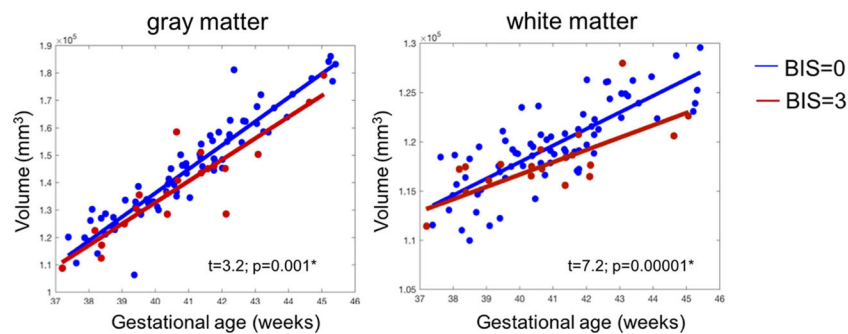 gray matter
white matter
×10⁵
1.9
1.8
1.7
1.6
1.5
1.4
1.3
1.2
1.1
1
Volume (mm³)
t=3.2; p=0.001*
37 38 39 40 41 42 43 44 45 46
Gestational age (weeks)
×10⁵
1.3
1.25
1.2
1.15
1.1
1.05
Volume (mm³)
t=7.2; p=0.00001*
37 38 39 40 41 42 43 44 45 46
Gestational age (weeks)
BIS=0
BIS=3